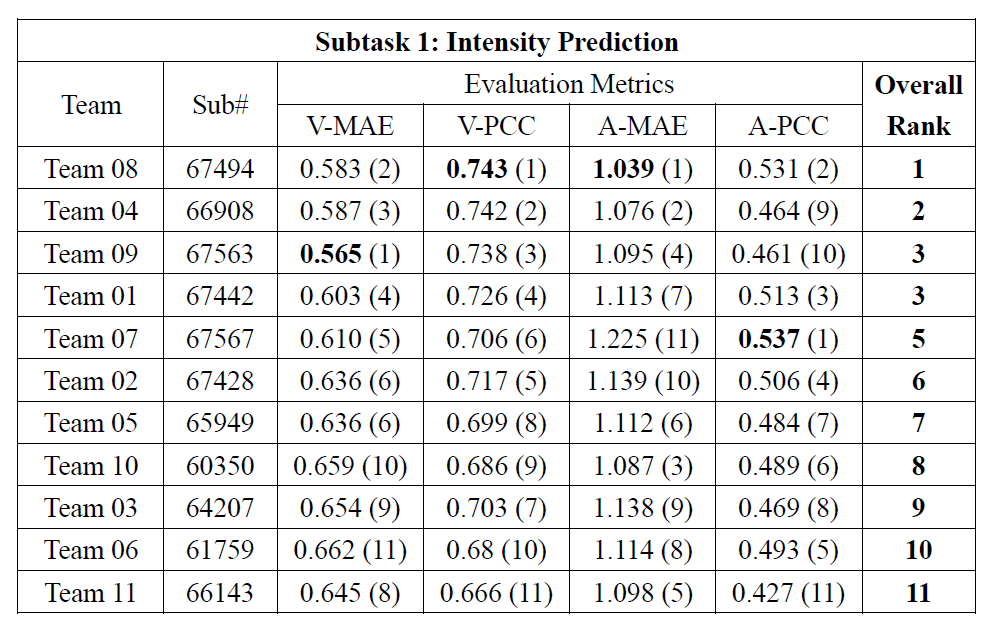 Subtask 1: Intensity Prediction
Team Sub# Evaluation Metrics Overall Rank
V-MAE V-PCC A-MAE A-PCC
Team 08 67494 0.583 (2) 0.743 (1) 1.039 (1) 0.531 (2) 1
Team 04 66908 0.587 (3) 0.742 (2) 1.076 (2) 0.464 (9) 2
Team 09 67563 0.565 (1) 0.738 (3) 1.095 (4) 0.461 (10) 3
Team 01 67442 0.603 (4) 0.726 (4) 1.113 (7) 0.513 (3) 3
Team 07 67567 0.610 (5) 0.706 (6) 1.225 (11) 0.537 (1) 5
Team 02 67428 0.636 (6) 0.717 (5) 1.139 (10) 0.506 (4) 6
Team 05 65949 0.636 (6) 0.699 (8) 1.112 (6) 0.484 (7) 7
Team 10 60350 0.659 (10) 0.686 (9) 1.087 (3) 0.489 (6) 8
Team 03 64207 0.654 (9) 0.703 (7) 1.138 (9) 0.469 (8) 9
Team 06 61759 0.662 (11) 0.68 (10) 1.114 (8) 0.493 (5) 10
Team 11 66143 0.645 (8) 0.666 (11) 1.098 (5) 0.427 (11) 11